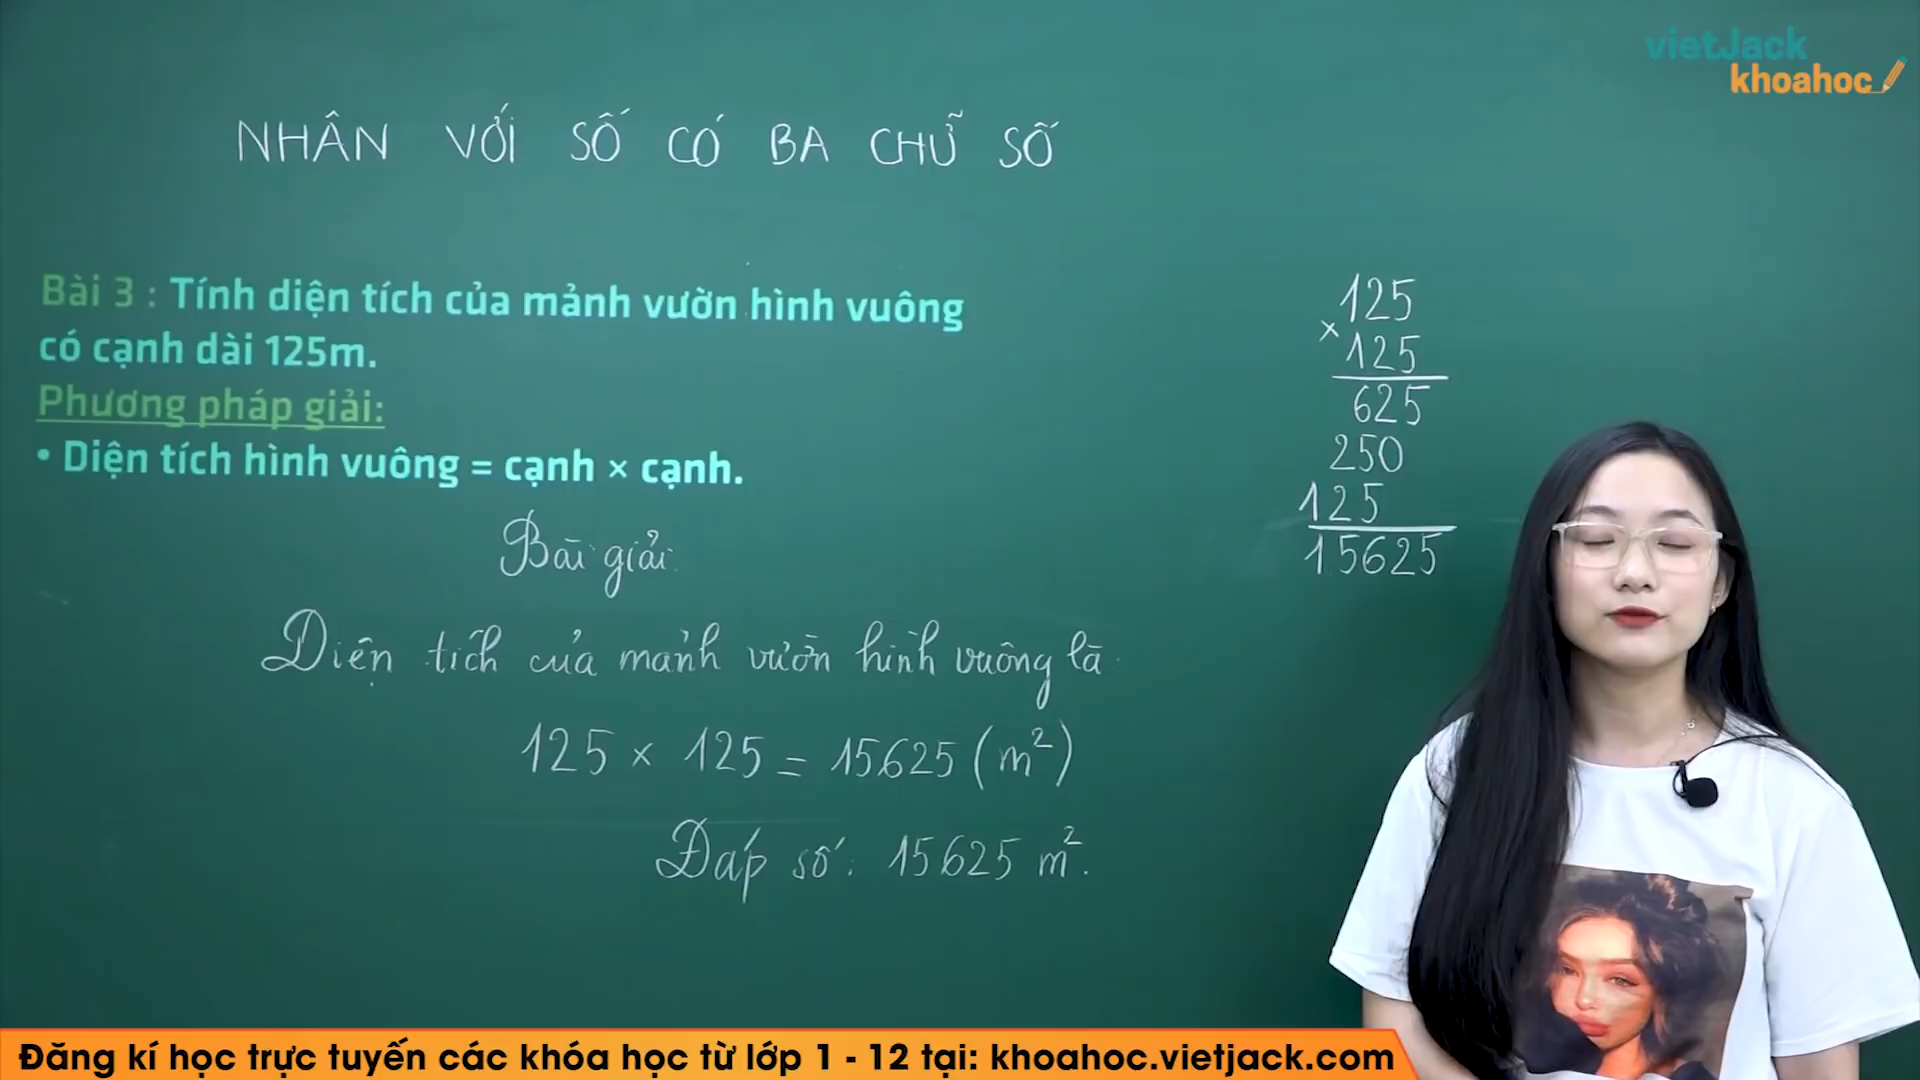 vietJack
khoahoc
NHÂN VỚI SỐ CÓ BA CHỮ SỐ
Bài 3 : Tính diện tích của mảnh vườn hình vuông
có cạnh dài 125m.
Phương pháp giải:
• Diện tích hình vuông = cạnh × cạnh.
Bài giải:
Diện tích của mảnh vườn hình vuông là:
125 × 125 = 15625 (m²)
Đáp số: 15625 m².
125
×
125
625
250
125
15625
Đăng kí học trực tuyến các khóa học từ lớp 1 - 12 tại: khoahoc.vietjack.com